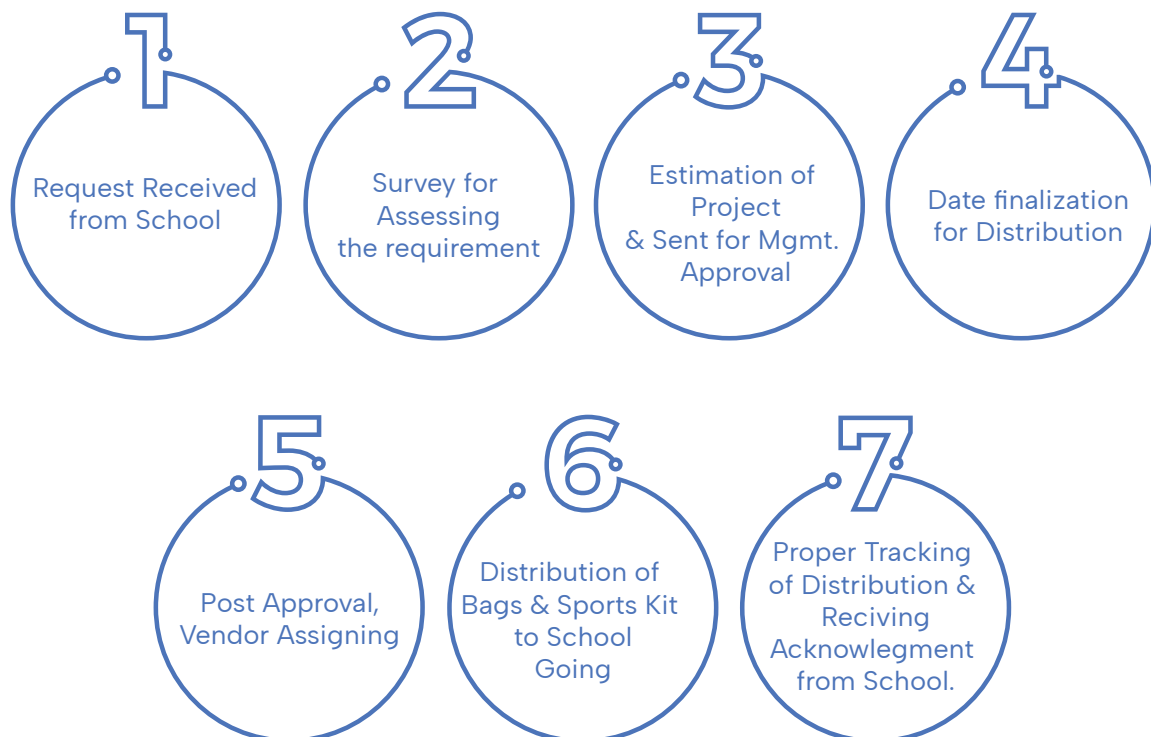 1
Request Received
from School
2
Survey for
Assessing
the requirement
3
Estimation of
Project
& Sent for Mgmt.
Approval
4
Date finalization
for Distribution
5
Post Approval,
Vendor Assigning
6
Distribution of
Bags & Sports Kit
to School
Going
7
Proper Tracking
of Distribution &
Reciving
Acknowlegment
from School.